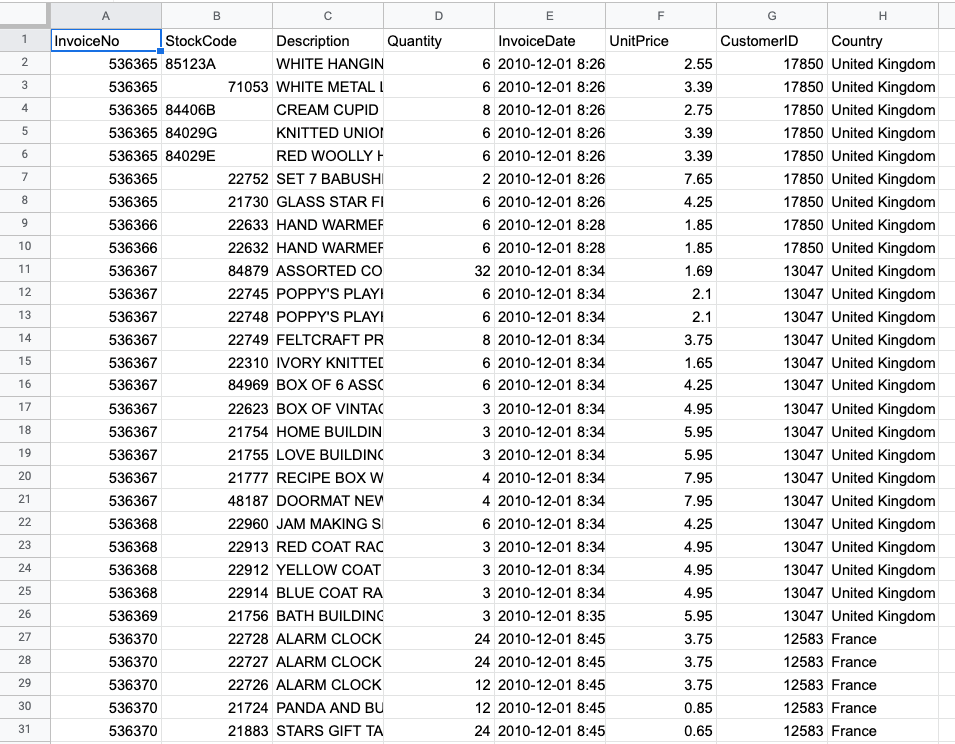 A B C D E F G H
1 InvoiceNo StockCode Description Quantity InvoiceDate UnitPrice CustomerID Country
2 536365 85123A WHITE HANGIN 6 2010-12-01 8:26 2.55 17850 United Kingdom
3 536365 71053 WHITE METAL L 6 2010-12-01 8:26 3.39 17850 United Kingdom
4 536365 84406B CREAM CUPID 8 2010-12-01 8:26 2.75 17850 United Kingdom
5 536365 84029G KNITTED UNION 6 2010-12-01 8:26 3.39 17850 United Kingdom
6 536365 84029E RED WOOLLY H 6 2010-12-01 8:26 3.39 17850 United Kingdom
7 536365 22752 SET 7 BABUSH 2 2010-12-01 8:26 7.65 17850 United Kingdom
8 536365 21730 GLASS STAR F 6 2010-12-01 8:26 4.25 17850 United Kingdom
9 536366 22633 HAND WARMER 6 2010-12-01 8:28 1.85 17850 United Kingdom
10 536366 22632 HAND WARMER 6 2010-12-01 8:28 1.85 17850 United Kingdom
11 536367 84879 ASSORTED CO 32 2010-12-01 8:34 1.69 13047 United Kingdom
12 536367 22745 POPPY'S PLAY 6 2010-12-01 8:34 2.1 13047 United Kingdom
13 536367 22748 POPPY'S PLAY 6 2010-12-01 8:34 2.1 13047 United Kingdom
14 536367 22749 FELTCRAFT PR 8 2010-12-01 8:34 3.75 13047 United Kingdom
15 536367 22310 IVORY KNITTED 6 2010-12-01 8:34 1.65 13047 United Kingdom
16 536367 84969 BOX OF 6 ASSO 6 2010-12-01 8:34 4.25 13047 United Kingdom
17 536367 22623 BOX OF VINTAG 3 2010-12-01 8:34 4.95 13047 United Kingdom
18 536367 21754 HOME BUILDIN 3 2010-12-01 8:34 5.95 13047 United Kingdom
19 536367 21755 LOVE BUILDING 3 2010-12-01 8:34 5.95 13047 United Kingdom
20 536367 21777 RECIPE BOX W 4 2010-12-01 8:34 7.95 13047 United Kingdom
21 536367 48187 DOORMAT NEW 4 2010-12-01 8:34 7.95 13047 United Kingdom
22 536368 22960 JAM MAKING S 6 2010-12-01 8:34 4.25 13047 United Kingdom
23 536368 22913 RED COAT RAC 3 2010-12-01 8:34 4.95 13047 United Kingdom
24 536368 22912 YELLOW COAT 3 2010-12-01 8:34 4.95 13047 United Kingdom
25 536368 22914 BLUE COAT RA 3 2010-12-01 8:34 4.95 13047 United Kingdom
26 536369 21756 BATH BUILDING 3 2010-12-01 8:35 5.95 13047 United Kingdom
27 536370 22728 ALARM CLOCK 24 2010-12-01 8:45 3.75 12583 France
28 536370 22727 ALARM CLOCK 24 2010-12-01 8:45 3.75 12583 France
29 536370 22726 ALARM CLOCK 12 2010-12-01 8:45 3.75 12583 France
30 536370 21724 PANDA AND BU 12 2010-12-01 8:45 0.85 12583 France
31 536370 21883 STARS GIFT TA 24 2010-12-01 8:45 0.65 12583 France